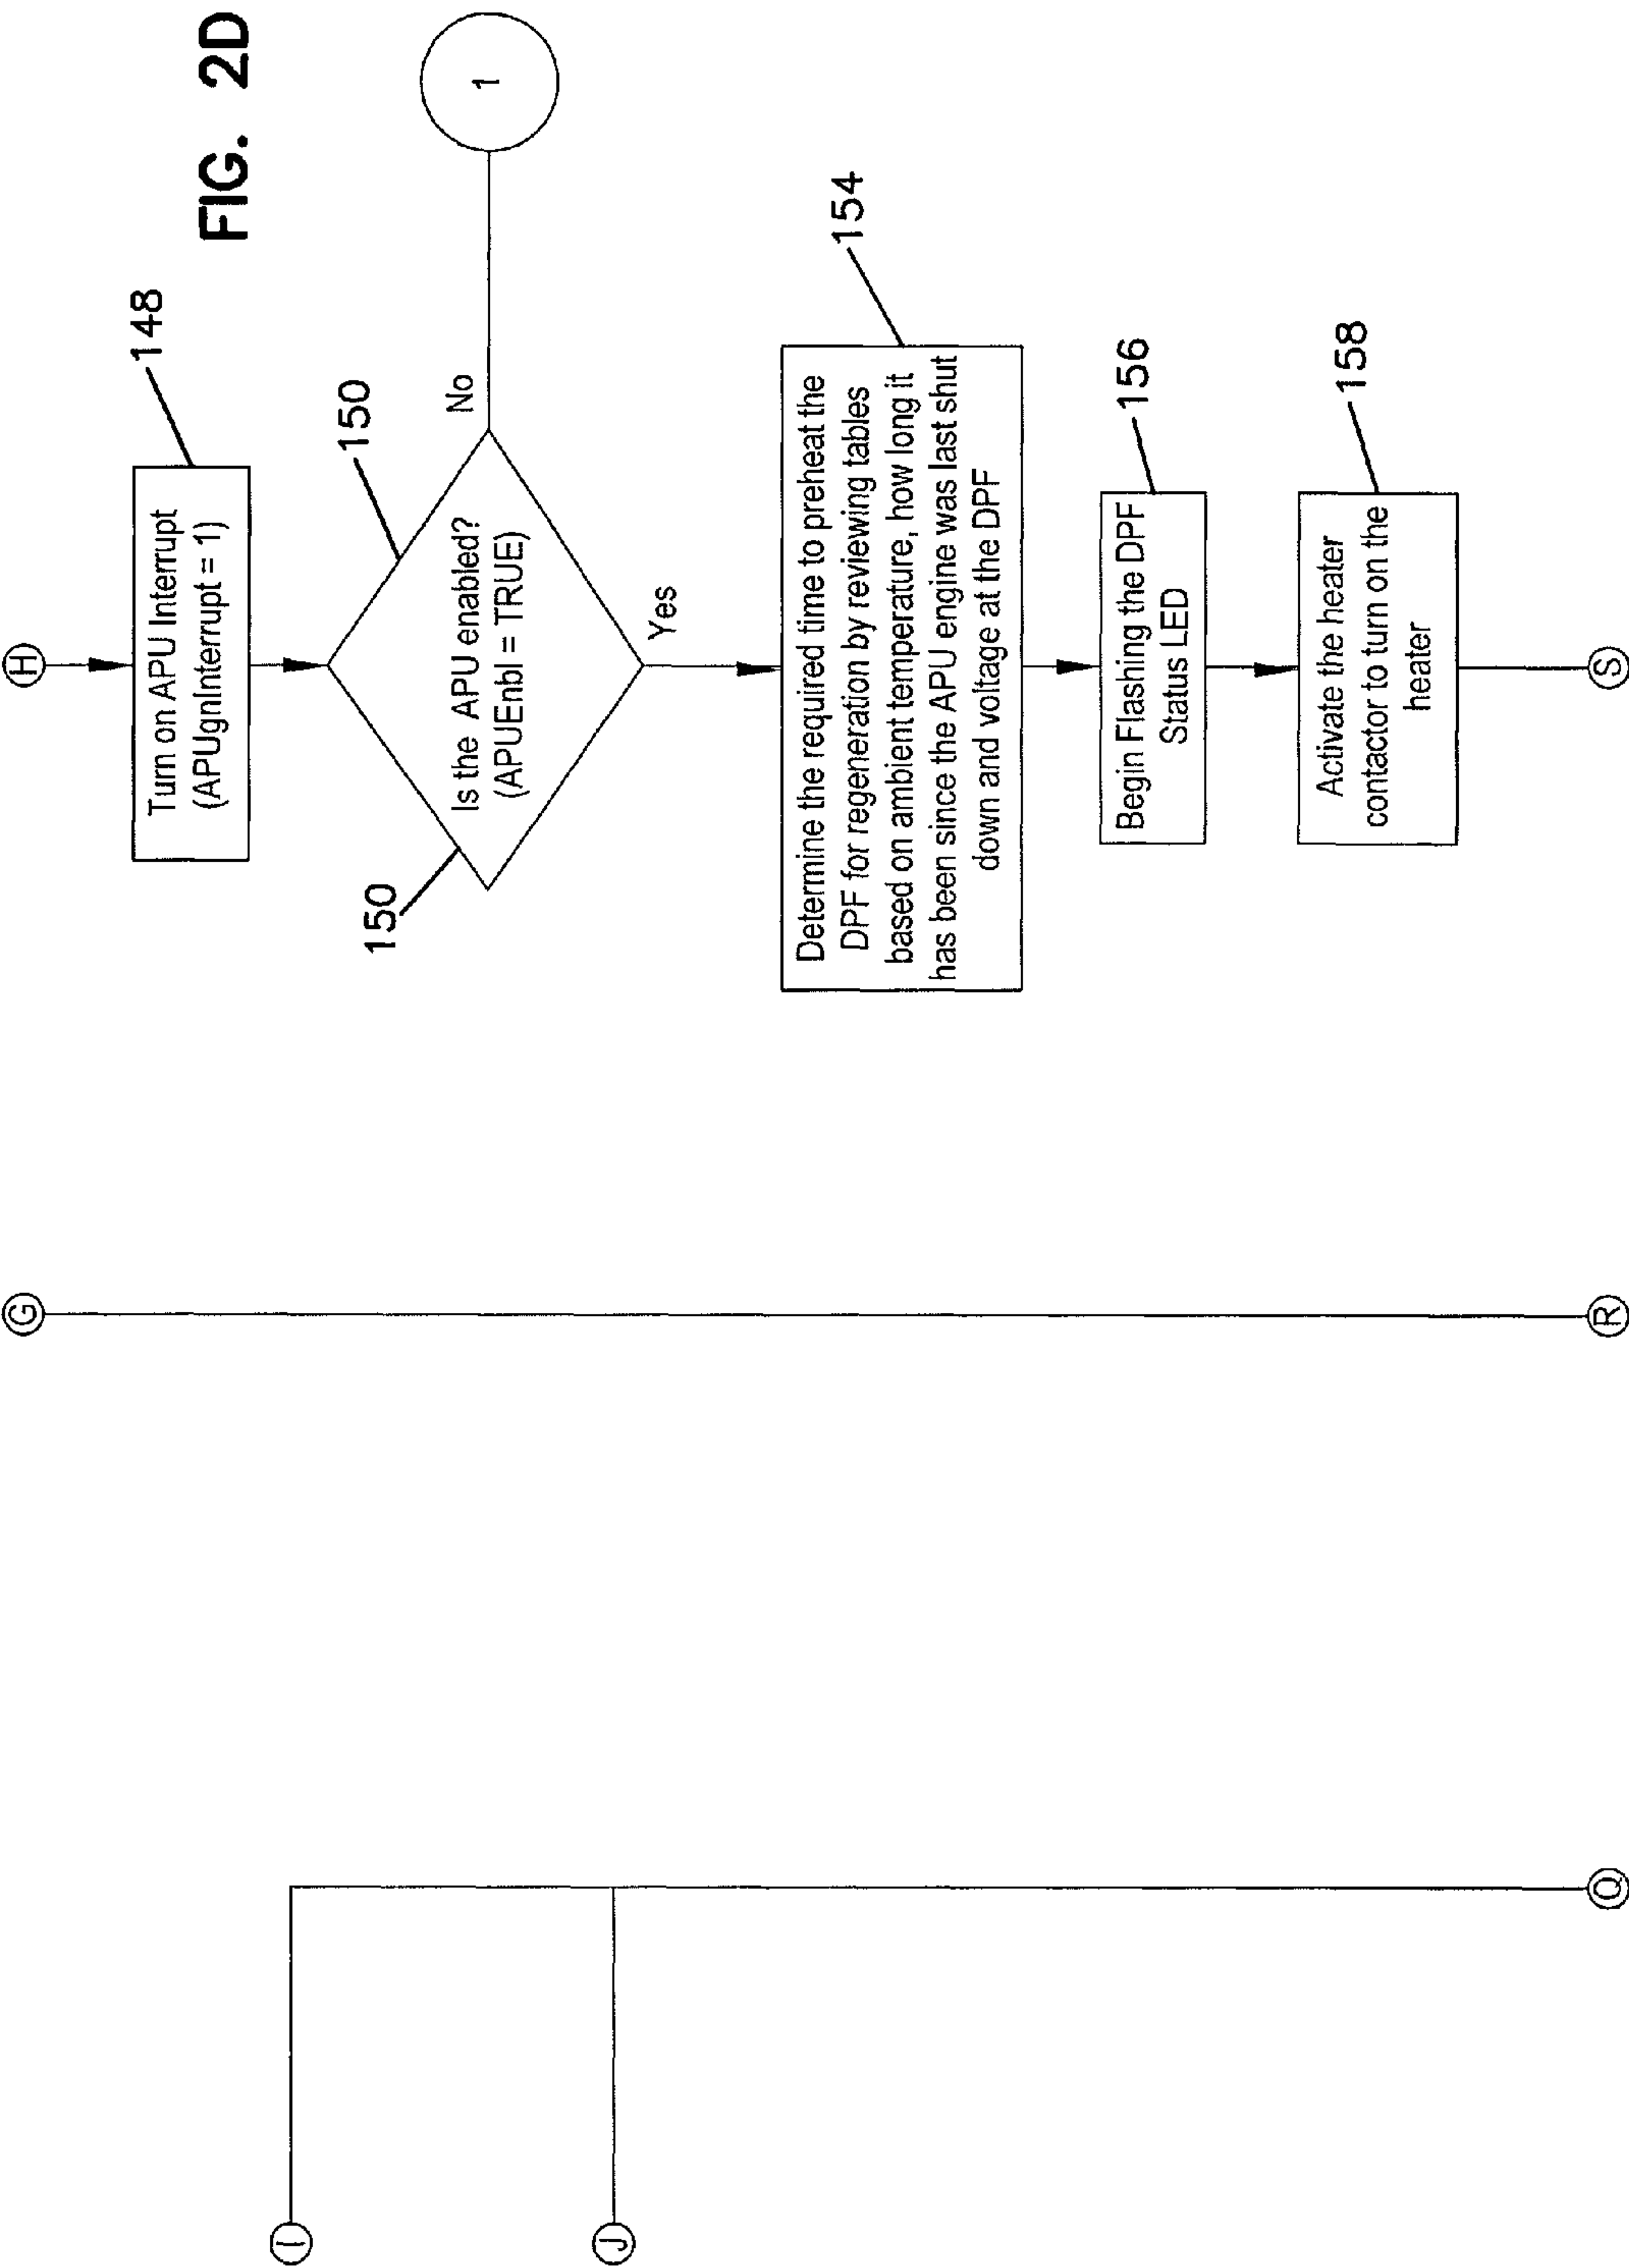 FIG. 2D
H
148
Turn on APU Interrupt
(APUgnInterrupt = 1)
150
150
Is the APU enabled?
(APUEnbl = TRUE)
No
1
Yes
154
Determine the required time to preheat the
DPF for regeneration by reviewing tables
based on ambient temperature, how long it
has been since the APU engine was last shut
down and voltage at the DPF
156
Begin Flashing the DPF
Status LED
158
Activate the heater
contactor to turn on the
heater
S
G
R
I
J
Q